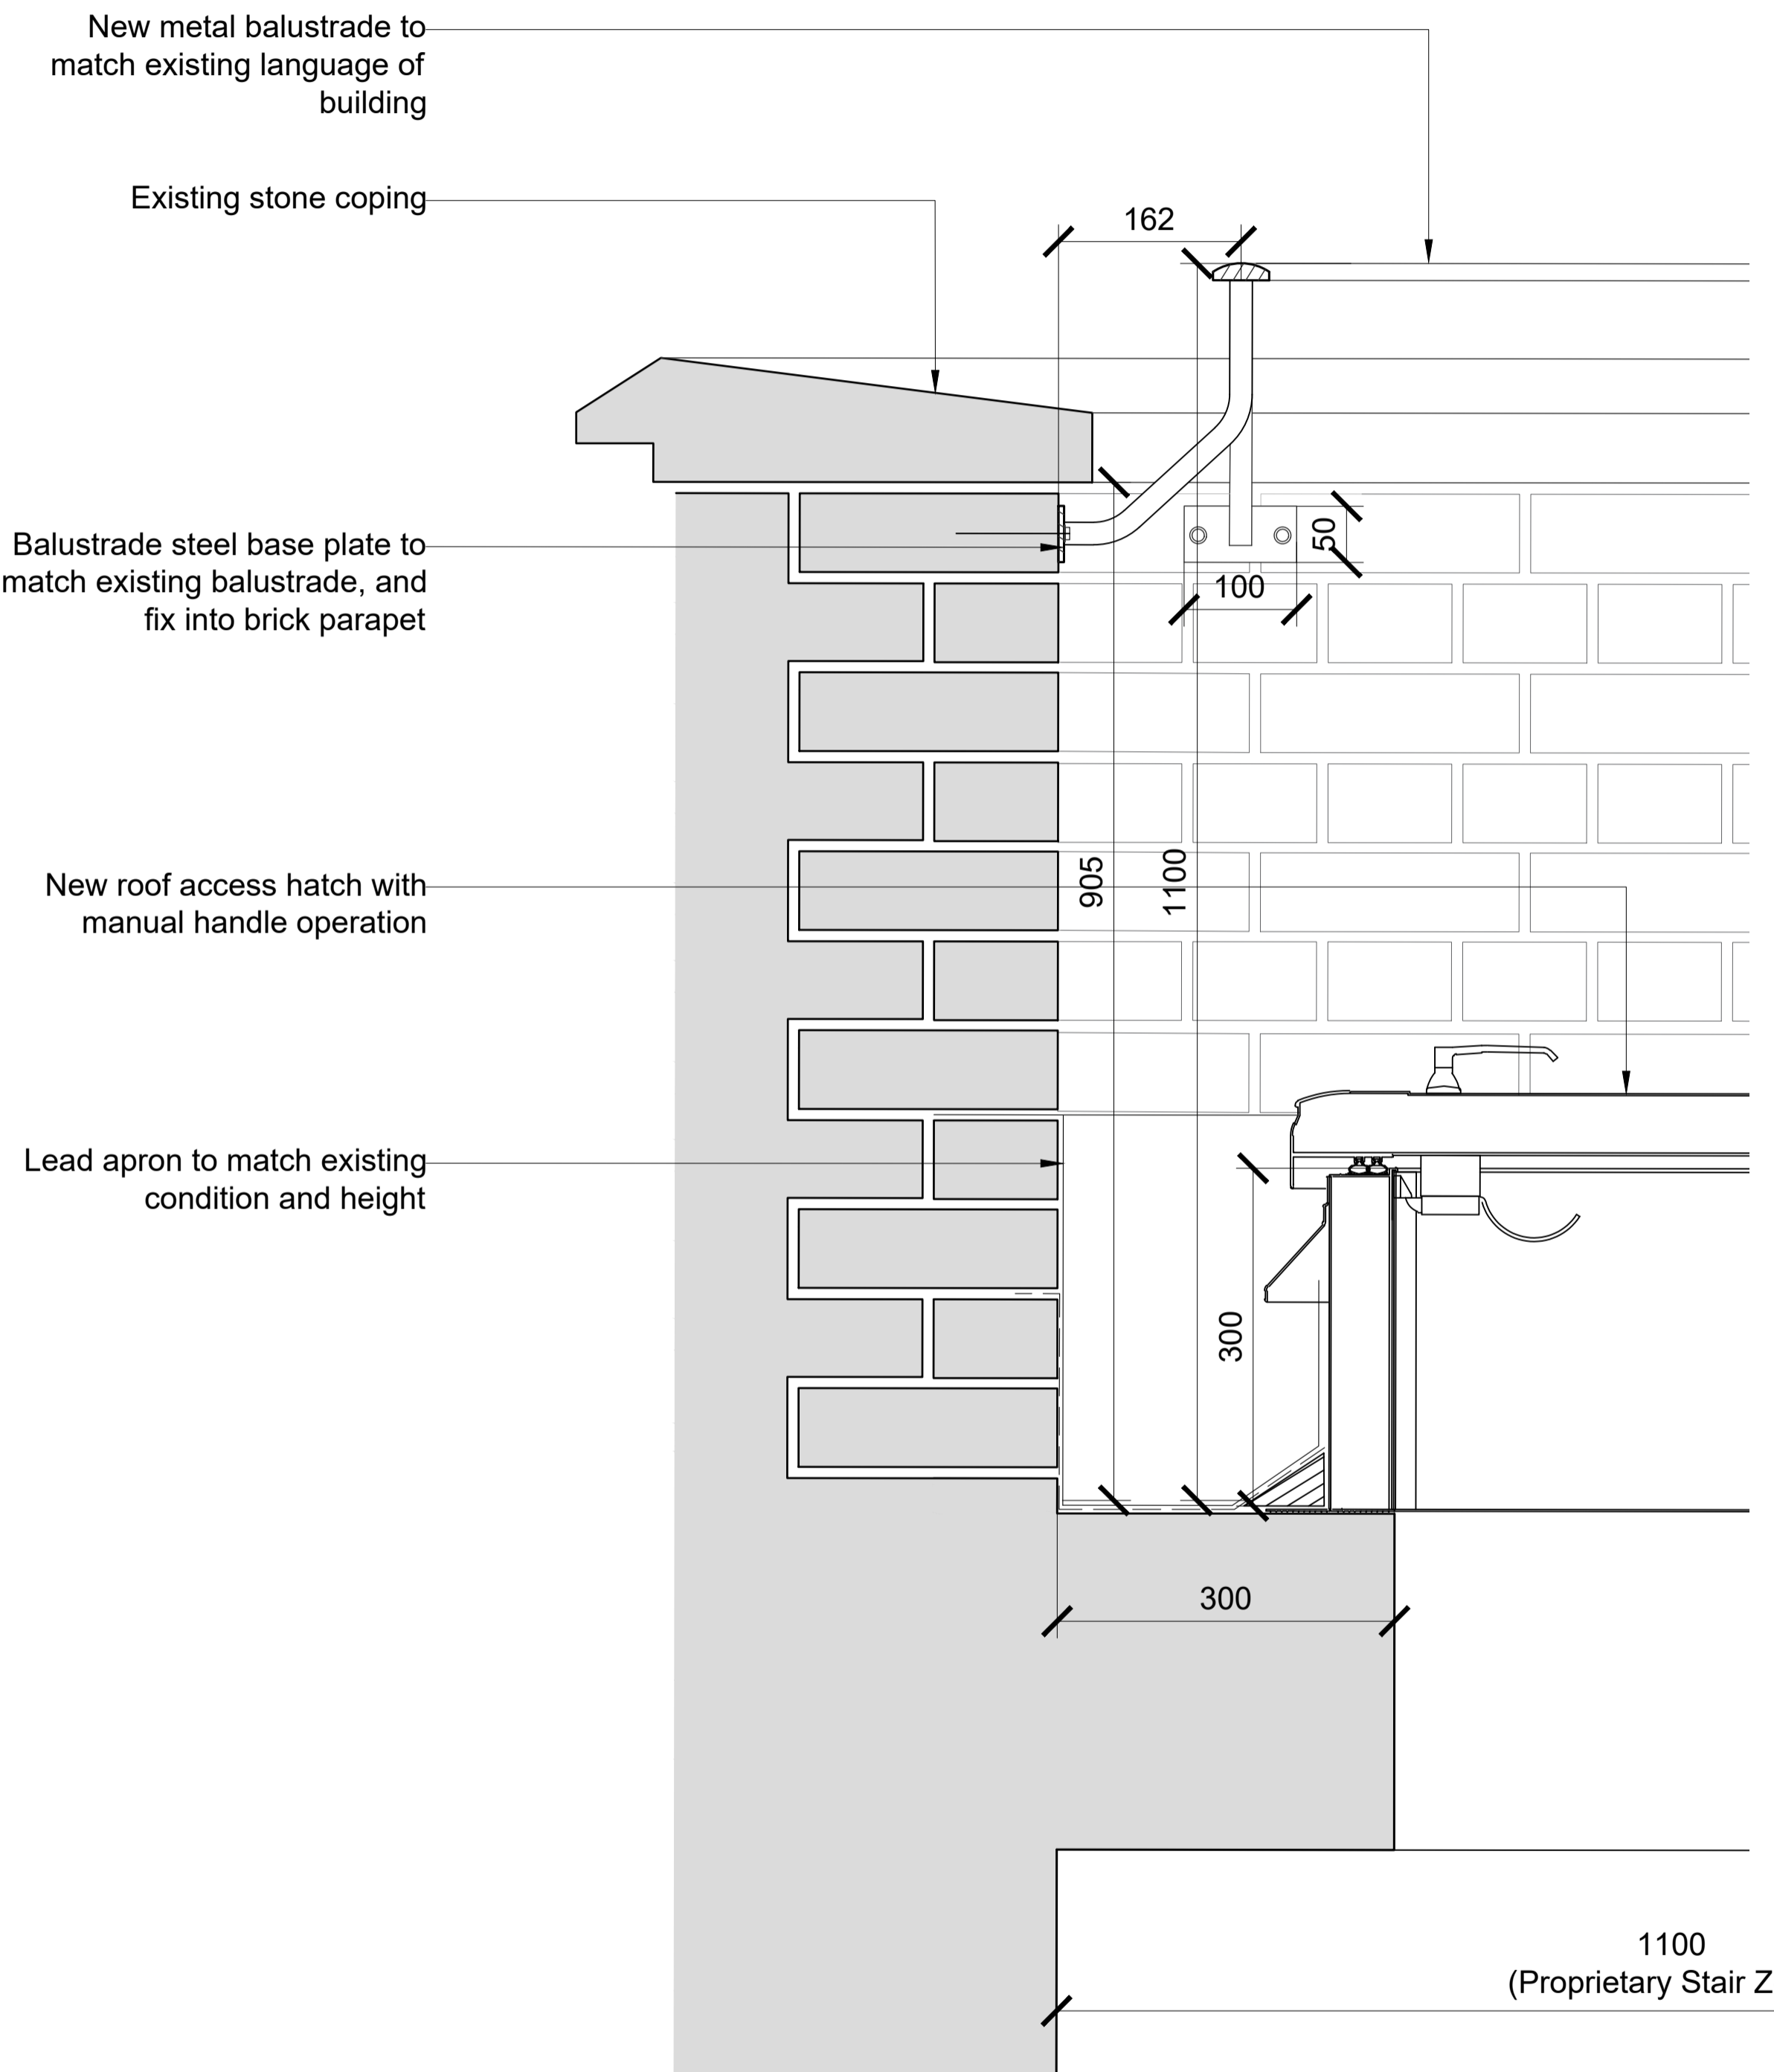 New metal balustrade to
match existing language of
building
Existing stone coping
162
Balustrade steel base plate to
match existing balustrade, and
fix into brick parapet
50
100
New roof access hatch with
manual handle operation
905
1100
Lead apron to match existing
condition and height
300
300
1100
(Proprietary Stair Z